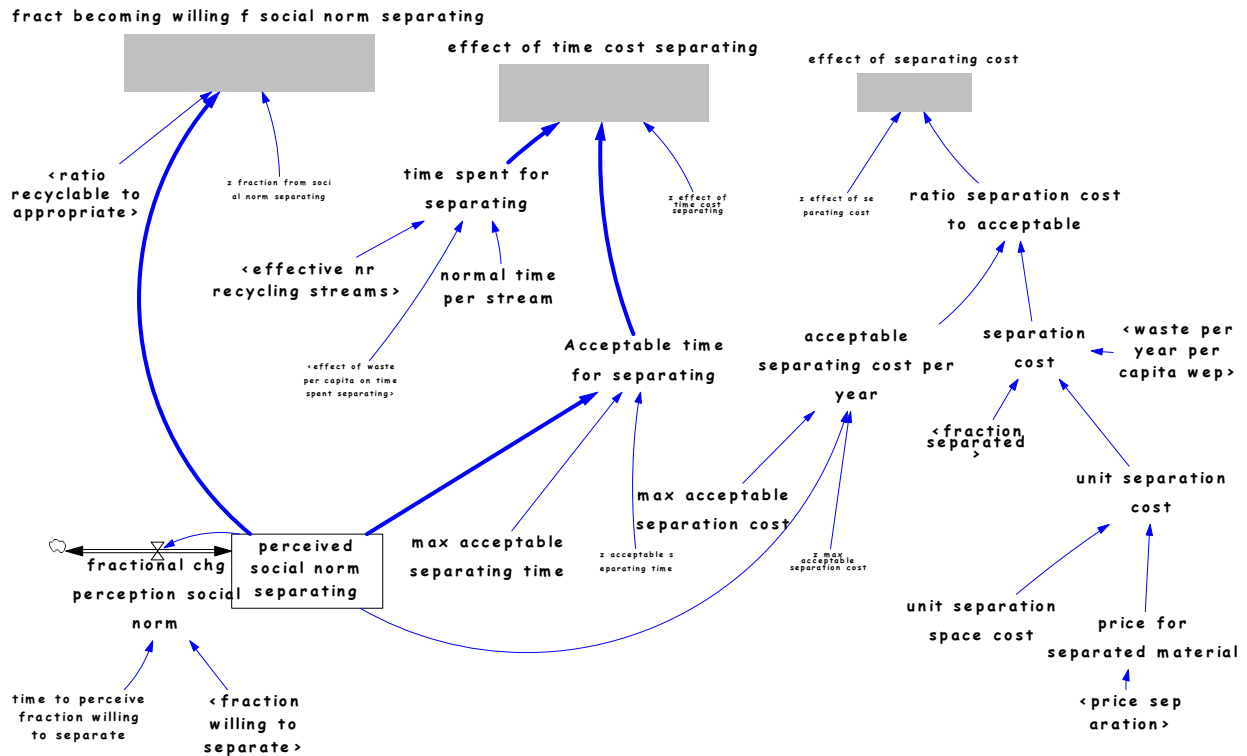 fract becoming willing f social norm separating
effect of time cost separating
effect of separating cost
<ratio
recyclable to
appropriate>
z fraction from soci
al norm separating
time spent for
separating
z effect of
time cost
separating
z effect of se
parating cost
ratio separation cost
to acceptable
<effective nr
recycling streams>
normal time
per stream
<effect of waste
per capita on time
spent separating>
Acceptable time
for separating
acceptable
separating cost per
year
separation
cost
<waste per
year per
capita wep>
<fraction
separated
>
unit separation
cost
max acceptable
separation cost
max acceptable
separating time
z acceptable s
eparating time
z max
acceptable
separation cost
perceived
social norm
separating
fractional chg
perception social
norm
unit separation
space cost
price for
separated material
time to perceive
fraction willing
to separate
<fraction
willing to
separate>
<price sep
aration>